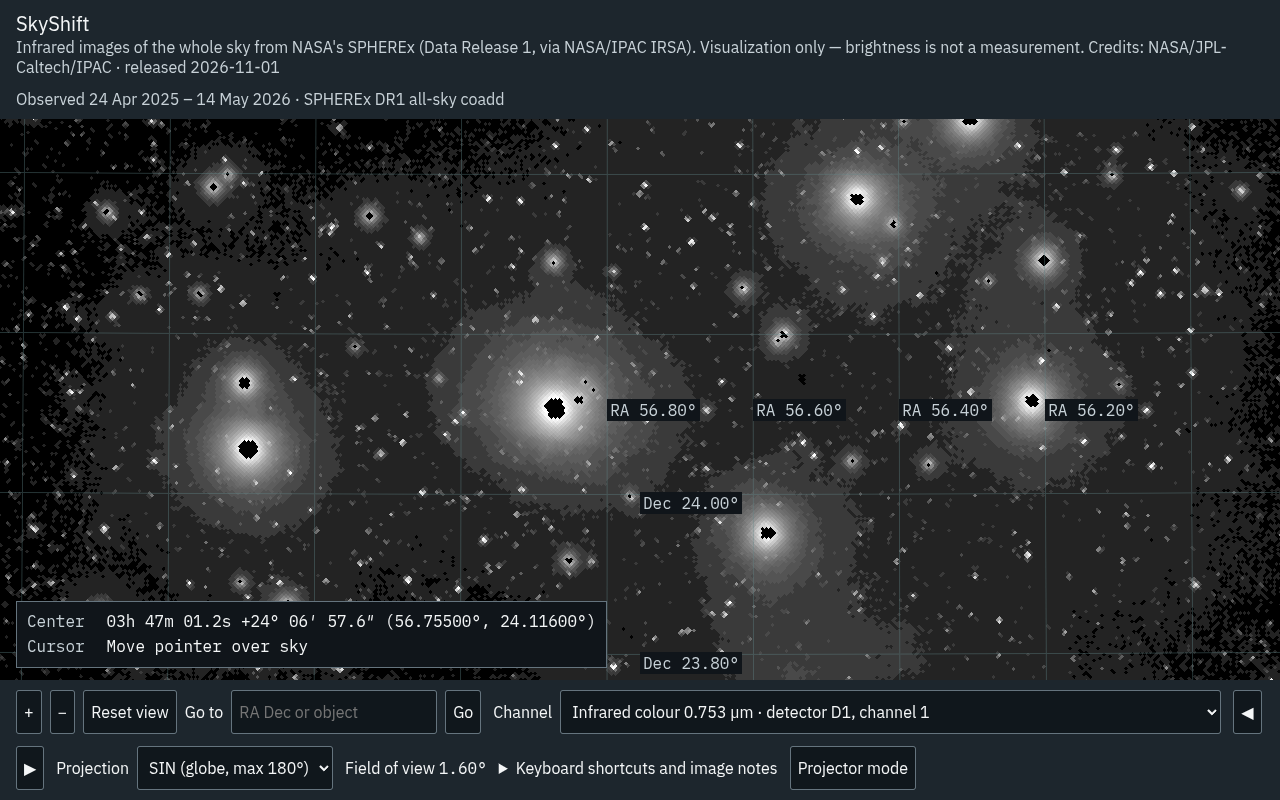 SkyShift
Infrared images of the whole sky from NASA's SPHEREx (Data Release 1, via NASA/IPAC IRSA). Visualization only — brightness is not a measurement. Credits: NASA/JPL-
Caltech/IPAC · released 2026-11-01
Observed 24 Apr 2025 – 14 May 2026 · SPHEREx DR1 all-sky coadd
RA 56.80° RA 56.60° RA 56.40° RA 56.20°
Dec 24.00°
Center 03h 47m 01.2s +24° 06′ 57.6″ (56.75500°, 24.11600°)
Cursor Move pointer over sky
Dec 23.80°
+ − Reset view Go to RA Dec or object Go Channel Infrared colour 0.753 µm · detector D1, channel 1 ◀
▶ Projection SIN (globe, max 180°) Field of view 1.60° ▶ Keyboard shortcuts and image notes Projector mode